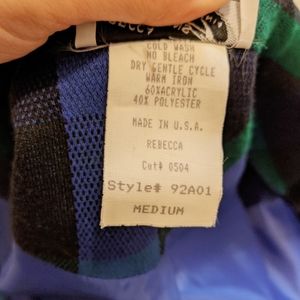 COLD WASH
NO BLEACH
DRY GENTLE CYCLE
WARM IRON
60%ACRYLIC
40% POLYESTER
MADE IN U.S.A.
REBECCA
Cut# 0504
Style# 92A01
MEDIUM